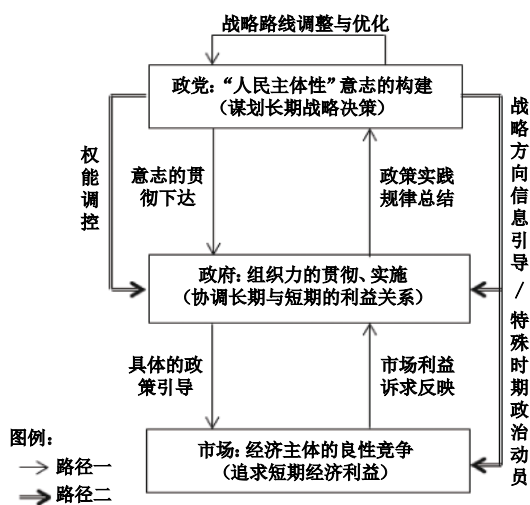 战略路线调整与优化
政党：“人民主体性”意志的构建
（谋划长期战略决策）
权能调控
意志的贯
彻下达
政策实践
规律总结
战略方向信息引导/特殊时期政治动员
政府：组织力的贯彻、实施
（协调长期与短期的利益关系）
具体的政
策引导
市场利益
诉求反映
市场：经济主体的良性竞争
（追求短期经济利益）
图例：
路径一
路径二